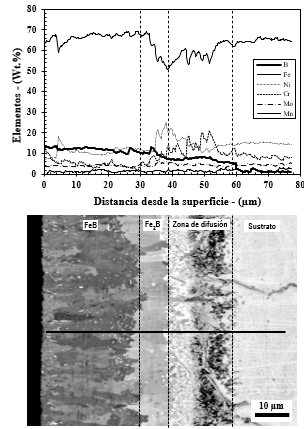 80
70
60
50
40
30
20
10
0
Elementos - (Wt.%)
B
Fe
Ni
Cr
Mo
Mn
0 10 20 30 40 50 60 70 80
Distancia desde la superficie - (µm)
FeB Fe₂B Zona de difusión Sustrato
10 µm